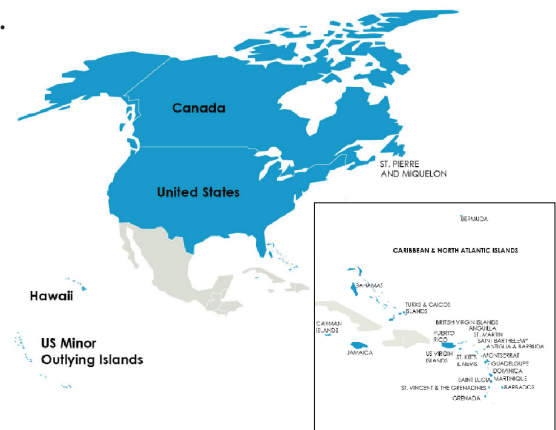 Canada
ST. PIERRE
AND MIQUELON
United States
BERMUDA
CARIBBEAN & NORTH ATLANTIC ISLANDS
BAHAMAS
Hawaii
TURKS & CAICOS
ISLANDS
CAYMAN
ISLANDS
BRITISH VIRGIN ISLANDS
ANGUILLA
PUERTO
RICO
ST. MARTIN
SAINT BARTHELEMY
ANTIGUA & BARBUDA
US Minor
Outlying Islands
JAMAICA
US VIRGIN
ISLANDS
ST. KITTS
& NEVIS
MONTSERRAT
GUADELOUPE
DOMINICA
SAINT LUCIA
MARTINIQUE
ST. VINCENT & THE GRENADINES
BARBADOS
GRENADA